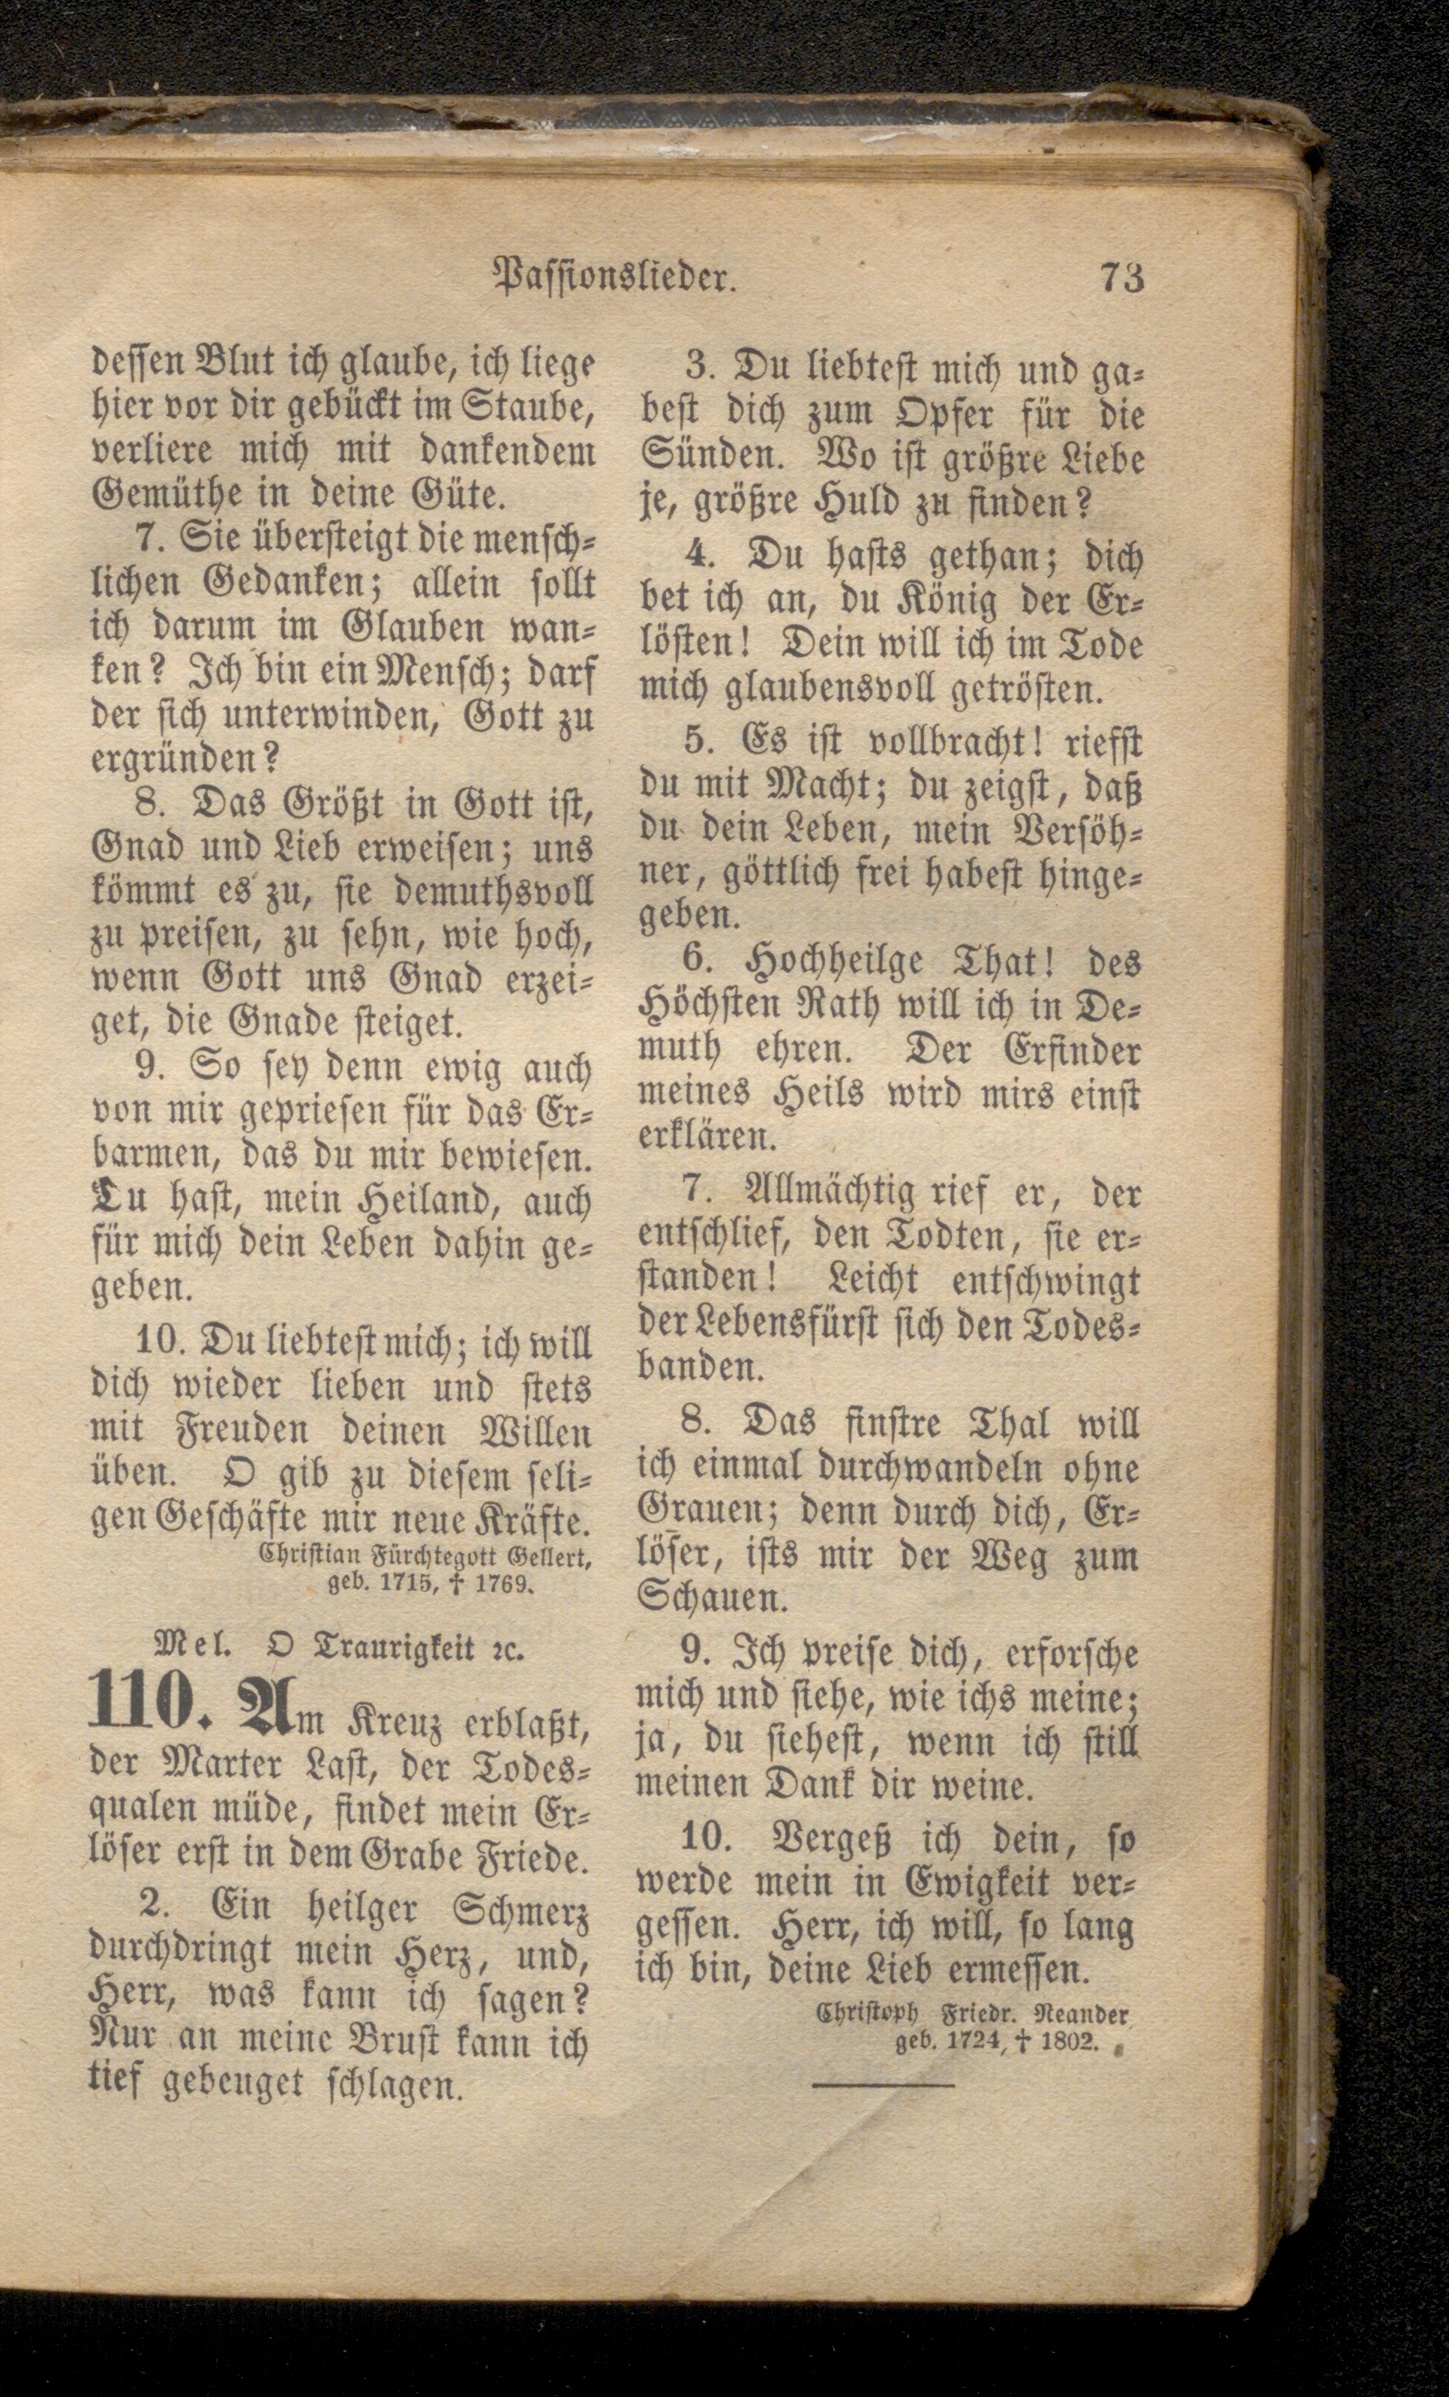 Passionslieder. 73
dessen Blut ich glaube, ich liege
hier vor dir gebückt im Staube,
verliere mich mit dankendem
Gemüthe in deine Güte.
7. Sie übersteigt die mensch-
lichen Gedanken; allein sollt
ich darum im Glauben wan-
ken? Ich bin ein Mensch; darf
der sich unterwinden, Gott zu
ergründen?
8. Das Größt in Gott ist,
Gnad und Lieb erweisen; uns
kömmt es zu, sie demuthsvoll
zu preisen, zu sehn, wie hoch,
wenn Gott uns Gnad erzei-
get, die Gnade steiget.
9. So sey denn ewig auch
von mir gepriesen für das Er-
barmen, das du mir bewiesen.
Du hast, mein Heiland, auch
für mich dein Leben dahin ge-
geben.
10. Du liebtest mich; ich will
dich wieder lieben und stets
mit Freuden deinen Willen
üben. O gib zu diesem seli-
gen Geschäfte mir neue Kräfte.
Christian Fürchtegott Gellert,
geb. 1715, † 1769.
Mel. O Traurigkeit ꝛc.
110. Am Kreuz erblaßt,
der Marter Last, der Todes-
qualen müde, findet mein Er-
löser erst in dem Grabe Friede.
2. Ein heilger Schmerz
durchdringt mein Herz, und,
Herr, was kann ich sagen?
Nur an meine Brust kann ich
tief gebeuget schlagen.
3. Du liebtest mich und ga-
best dich zum Opfer für die
Sünden. Wo ist größre Liebe
je, größre Huld zu finden?
4. Du hasts gethan; dich
bet ich an, du König der Er-
lösten! Dein will ich im Tode
mich glaubensvoll getrösten.
5. Es ist vollbracht! riefst
du mit Macht; du zeigst, daß
du dein Leben, mein Versöh-
ner, göttlich frei habest hinge-
geben.
6. Hochheilge That! des
Höchsten Rath will ich in De-
muth ehren. Der Erfinder
meines Heils wird mirs einst
erklären.
7. Allmächtig rief er, der
entschlief, den Todten, sie er-
standen! Leicht entschwingt
der Lebensfürst sich den Todes-
banden.
8. Das finstre Thal will
ich einmal durchwandeln ohne
Grauen; denn durch dich, Er-
löser, ists mir der Weg zum
Schauen.
9. Ich preise dich, erforsche
mich und siehe, wie ichs meine;
ja, du siehest, wenn ich still
meinen Dank dir weine.
10. Vergeß ich dein, so
werde mein in Ewigkeit ver-
gessen. Herr, ich will, so lang
ich bin, deine Lieb ermessen.
Christoph Friedr. Neander,
geb. 1724, † 1802.